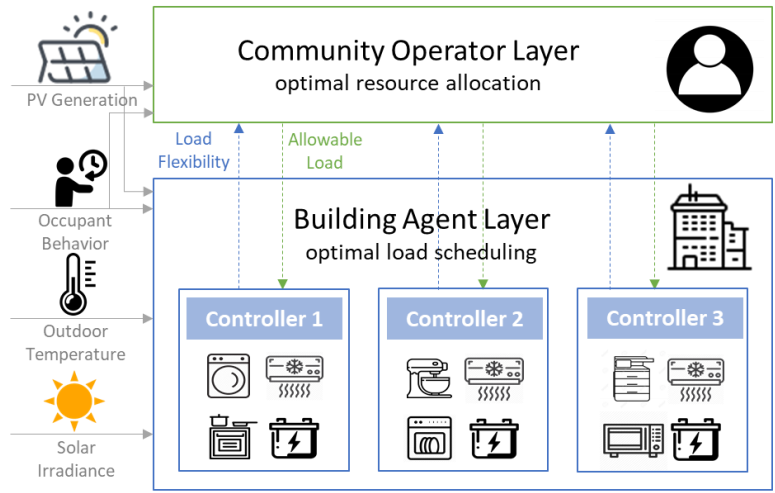 Community Operator Layer
optimal resource allocation
PV Generation
Load
Flexibility
Allowable
Load
Occupant
Behavior
Building Agent Layer
optimal load scheduling
Outdoor
Temperature
Controller 1
Controller 2
Controller 3
Solar
Irradiance